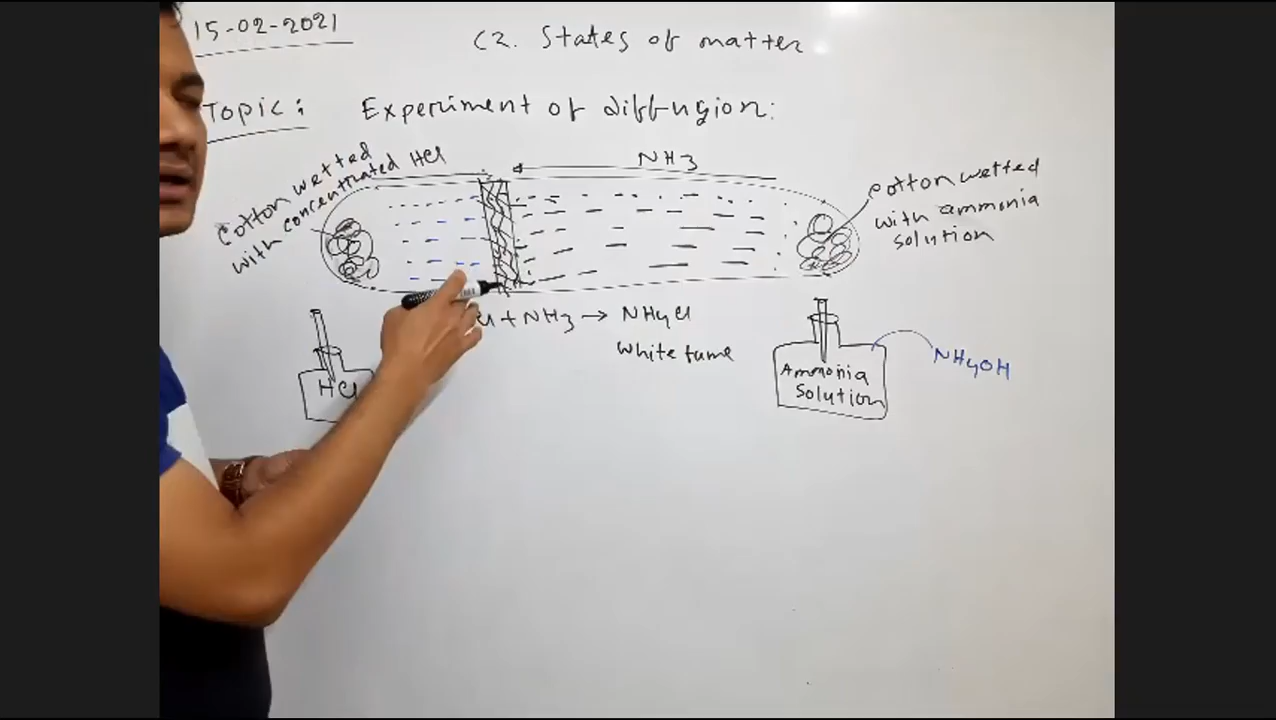 15-02-2021
C2. States of matter
Topic: Experiment of diffugion:
Cotton wetted
with concentrated HCl
NH3
Cotton wetted
with ammonia
solution
+ NH3 → NH4Cl
White fume
HCl
Ammonia
Solution
NH4OH